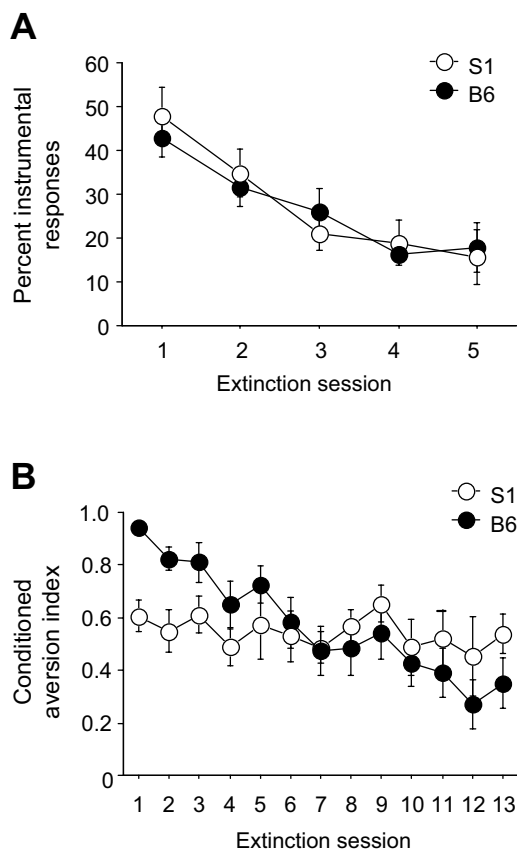 A
S1
B6
60
50
40
30
20
10
0
Percent instrumental
responses
1 2 3 4 5
Extinction session
B
S1
B6
1.0
0.8
0.6
0.4
0.2
0
Conditioned
aversion index
1 2 3 4 5 6 7 8 9 10 11 12 13
Extinction session